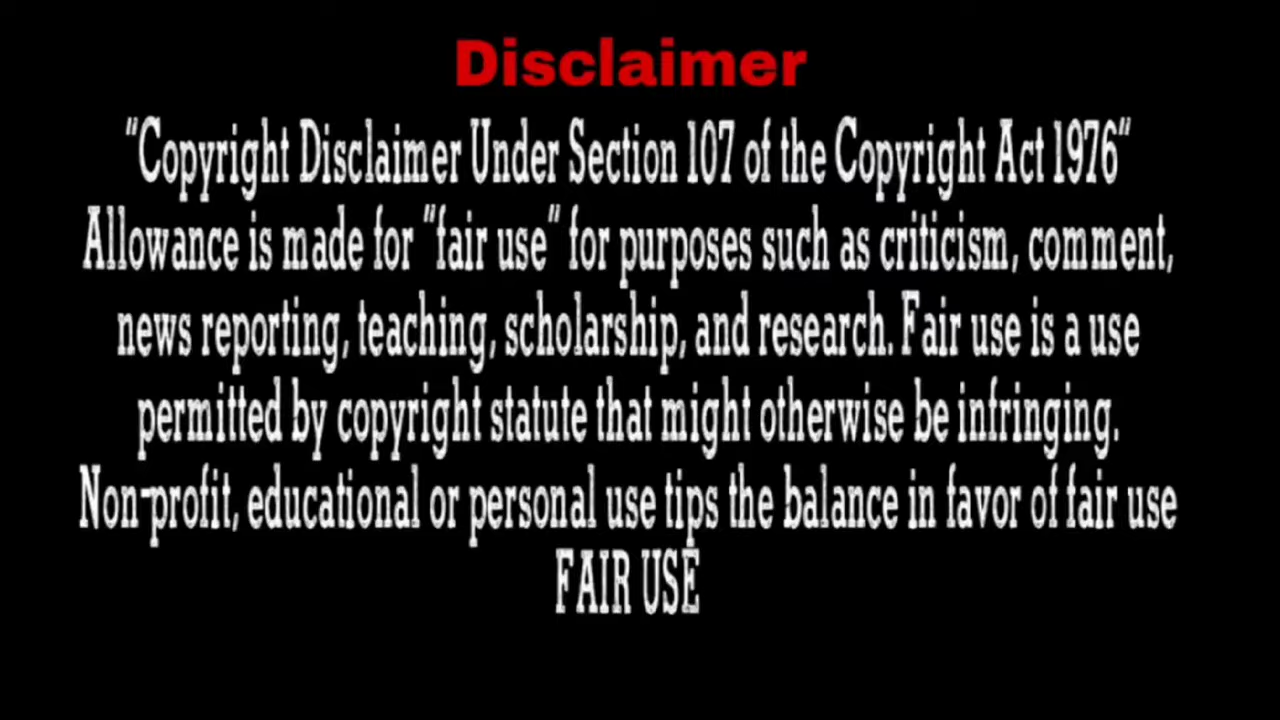 Disclaimer
"Copyright Disclaimer Under Section 107 of the Copyright Act 1976"
Allowance is made for "fair use" for purposes such as criticism, comment,
news reporting, teaching, scholarship, and research. Fair use is a use
permitted by copyright statute that might otherwise be infringing.
Non-profit, educational or personal use tips the balance in favor of fair use
FAIR USE